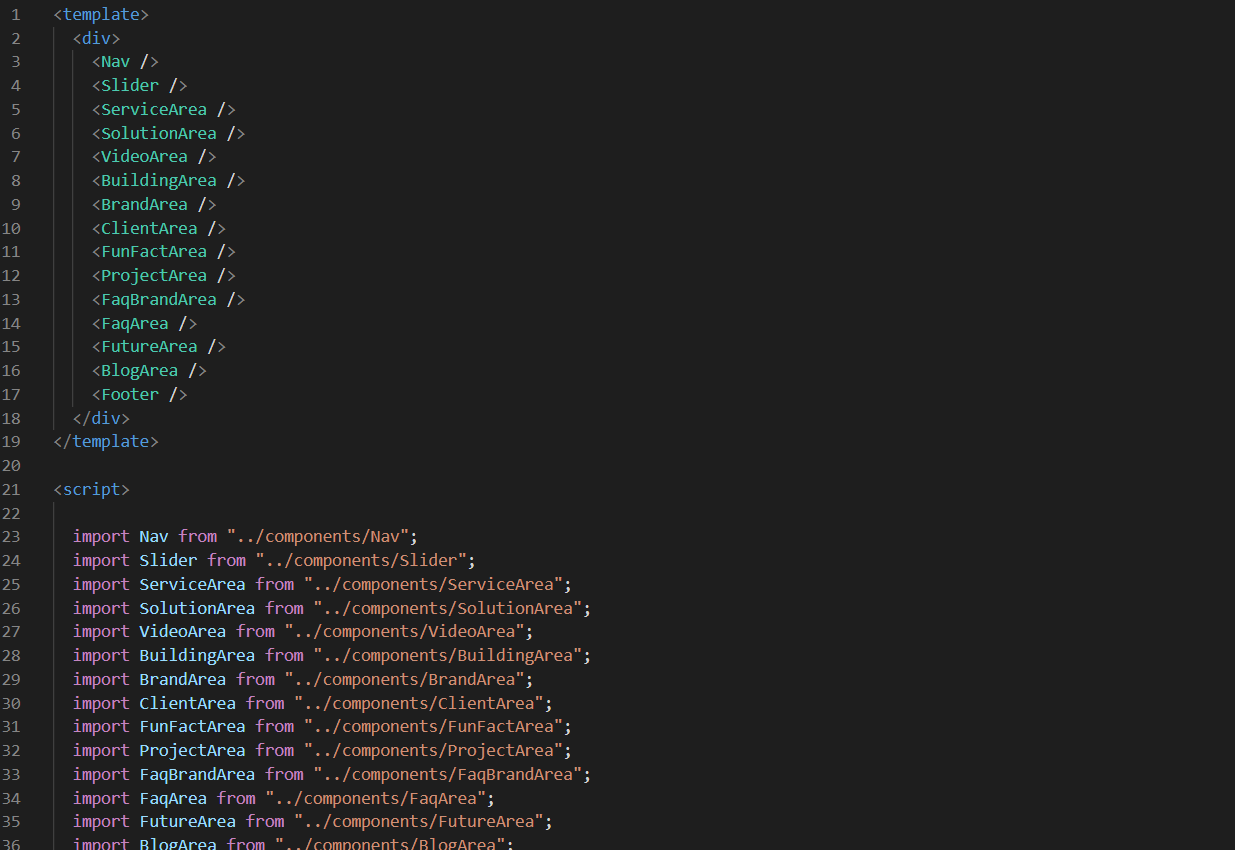 1 <template>
2   <div>
3     <Nav />
4     <Slider />
5     <ServiceArea />
6     <SolutionArea />
7     <VideoArea />
8     <BuildingArea />
9     <BrandArea />
10     <ClientArea />
11     <FunFactArea />
12     <ProjectArea />
13     <FaqBrandArea />
14     <FaqArea />
15     <FutureArea />
16     <BlogArea />
17     <Footer />
18   </div>
19 </template>
20
21 <script>
22
23   import Nav from "../components/Nav";
24   import Slider from "../components/Slider";
25   import ServiceArea from "../components/ServiceArea";
26   import SolutionArea from "../components/SolutionArea";
27   import VideoArea from "../components/VideoArea";
28   import BuildingArea from "../components/BuildingArea";
29   import BrandArea from "../components/BrandArea";
30   import ClientArea from "../components/ClientArea";
31   import FunFactArea from "../components/FunFactArea";
32   import ProjectArea from "../components/ProjectArea";
33   import FaqBrandArea from "../components/FaqBrandArea";
34   import FaqArea from "../components/FaqArea";
35   import FutureArea from "../components/FutureArea";
36   import BlogArea from "../components/BlogArea";